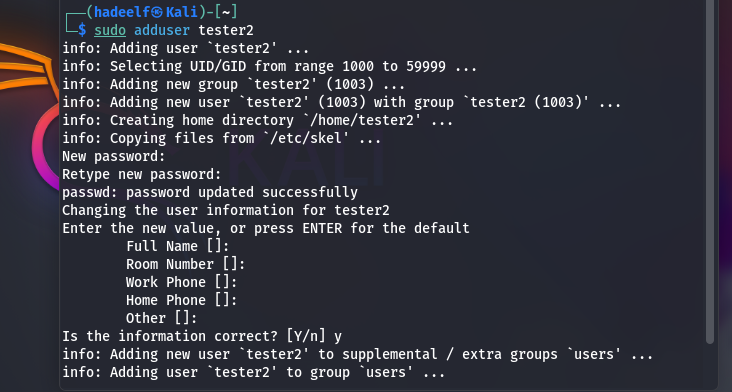 (hadeelf㉿Kali)-[~]
$ sudo adduser tester2
info: Adding user `tester2' ...
info: Selecting UID/GID from range 1000 to 59999 ...
info: Adding new group `tester2' (1003) ...
info: Adding new user `tester2' (1003) with group `tester2 (1003)' ...
info: Creating home directory `/home/tester2' ...
info: Copying files from `/etc/skel' ...
New password:
Retype new password:
passwd: password updated successfully
Changing the user information for tester2
Enter the new value, or press ENTER for the default
Full Name []:
Room Number []:
Work Phone []:
Home Phone []:
Other []:
Is the information correct? [Y/n] y
info: Adding new user `tester2' to supplemental / extra groups `users' ...
info: Adding user `tester2' to group `users' ...
KALI